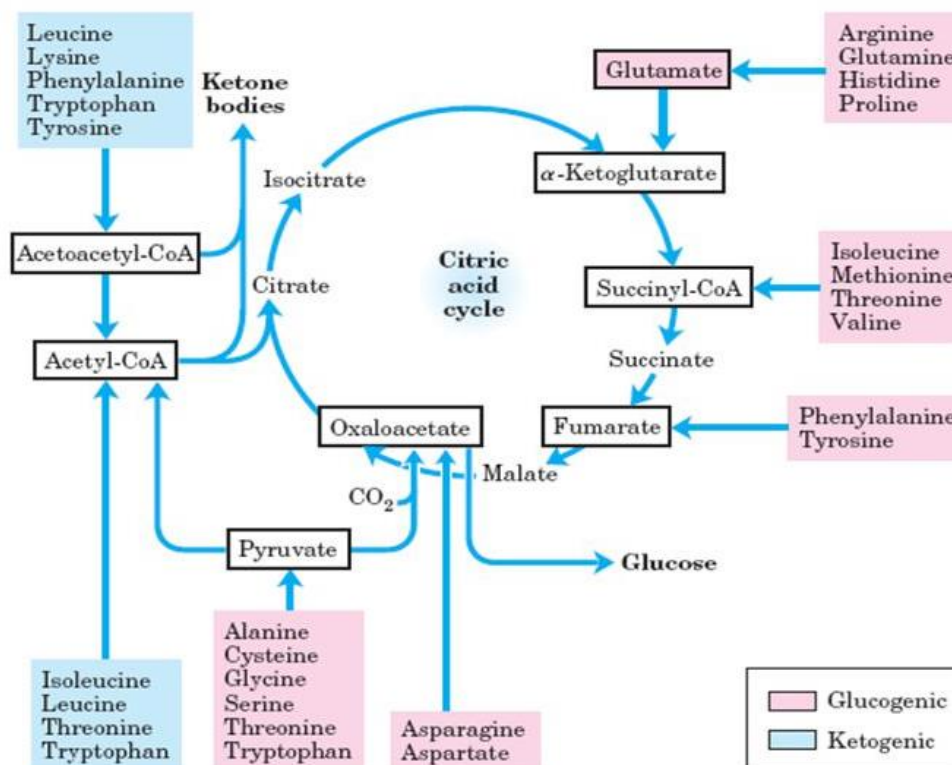 Leucine
Lysine
Phenylalanine
Tryptophan
Tyrosine
Ketone
bodies
Glutamate
Arginine
Glutamine
Histidine
Proline
Isocitrate
α-Ketoglutarate
Acetoacetyl-CoA
Citrate
Citric
acid
cycle
Succinyl-CoA
Isoleucine
Methionine
Threonine
Valine
Acetyl-CoA
Succinate
Oxaloacetate
Fumarate
Phenylalanine
Tyrosine
Malate
CO₂
Pyruvate
Glucose
Isoleucine
Leucine
Threonine
Tryptophan
Alanine
Cysteine
Glycine
Serine
Threonine
Tryptophan
Asparagine
Aspartate
Glucogenic
Ketogenic